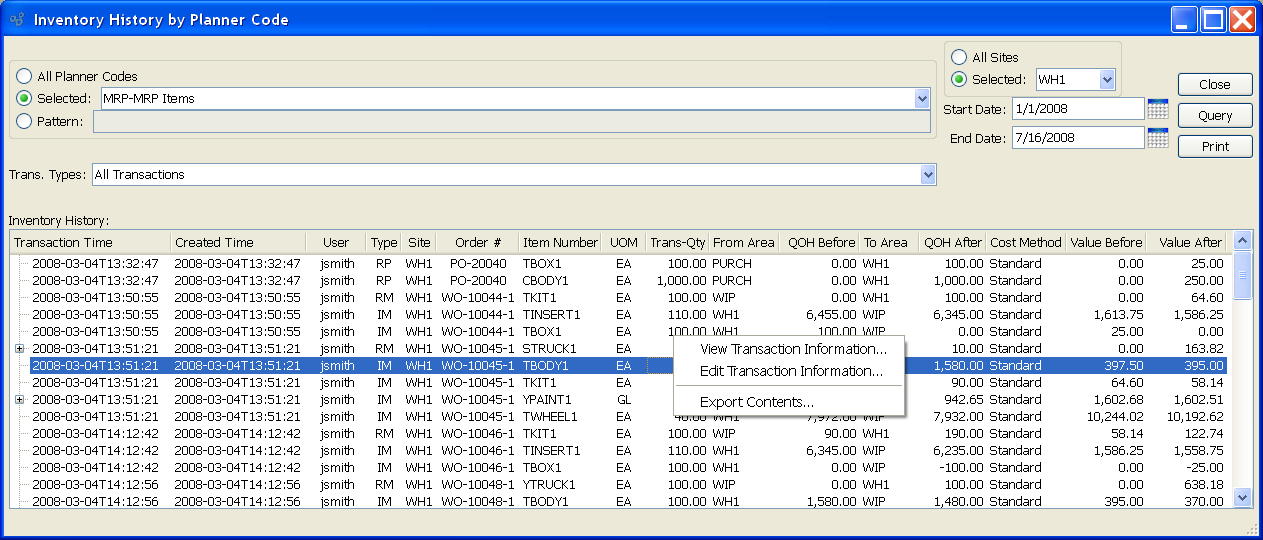 Inventory History by Planner Code
All Planner Codes
Selected: MRP-MRP Items
Pattern:
All Sites
Selected: WH1
Start Date: 1/1/2008
End Date: 7/16/2008
Close
Query
Print
Trans. Types: All Transactions
Inventory History:
Transaction Time Created Time User Type Site Order # Item Number UOM Trans-Qty From Area QOH Before To Area QOH After Cost Method Value Before Value After
2008-03-04T13:32:47 2008-03-04T13:32:47 jsmith RP WH1 PO-20040 TBOX1 EA 100.00 PURCH 0.00 WH1 100.00 Standard 0.00 25.00
2008-03-04T13:32:47 2008-03-04T13:32:47 jsmith RP WH1 PO-20040 CBODY1 EA 1,000.00 PURCH 0.00 WH1 1,000.00 Standard 0.00 250.00
2008-03-04T13:50:55 2008-03-04T13:50:55 jsmith RM WH1 WO-10044-1 TKIT1 EA 100.00 WIP 0.00 WH1 100.00 Standard 0.00 64.60
2008-03-04T13:50:55 2008-03-04T13:50:55 jsmith IM WH1 WO-10044-1 TINSERT1 EA 110.00 WH1 6,455.00 WIP 6,345.00 Standard 1,613.75 1,586.25
2008-03-04T13:50:55 2008-03-04T13:50:55 jsmith IM WH1 WO-10044-1 TBOX1 EA 100.00 WH1 100.00 WIP 0.00 Standard 25.00 0.00
2008-03-04T13:51:21 2008-03-04T13:51:21 jsmith RM WH1 WO-10045-1 STRUCK1 EA 10.00 Standard 0.00 163.82
2008-03-04T13:51:21 2008-03-04T13:51:21 jsmith IM WH1 WO-10045-1 TBODY1 EA 1,580.00 Standard 397.50 395.00
2008-03-04T13:51:21 2008-03-04T13:51:21 jsmith IM WH1 WO-10045-1 TKIT1 EA 90.00 Standard 64.60 58.14
2008-03-04T13:51:21 2008-03-04T13:51:21 jsmith IM WH1 WO-10045-1 YPAINT1 GL 942.65 Standard 1,602.68 1,602.51
2008-03-04T13:51:21 2008-03-04T13:51:21 jsmith IM WH1 WO-10045-1 TWHEEL1 EA 40.00 WH1 7,972.00 WIP 7,932.00 Standard 10,244.02 10,192.62
2008-03-04T14:12:42 2008-03-04T14:12:42 jsmith RM WH1 WO-10046-1 TKIT1 EA 100.00 WIP 90.00 WH1 190.00 Standard 58.14 122.74
2008-03-04T14:12:42 2008-03-04T14:12:42 jsmith IM WH1 WO-10046-1 TINSERT1 EA 110.00 WH1 6,345.00 WIP 6,235.00 Standard 1,586.25 1,558.75
2008-03-04T14:12:42 2008-03-04T14:12:42 jsmith IM WH1 WO-10046-1 TBOX1 EA 100.00 WH1 0.00 WIP -100.00 Standard 0.00 -25.00
2008-03-04T14:12:56 2008-03-04T14:12:56 jsmith RM WH1 WO-10048-1 YTRUCK1 EA 100.00 WIP 0.00 WH1 100.00 Standard 0.00 638.18
2008-03-04T14:12:56 2008-03-04T14:12:56 jsmith IM WH1 WO-10048-1 TBODY1 EA 100.00 WH1 1,580.00 WIP 1,480.00 Standard 395.00 370.00
View Transaction Information...
Edit Transaction Information...
Export Contents...